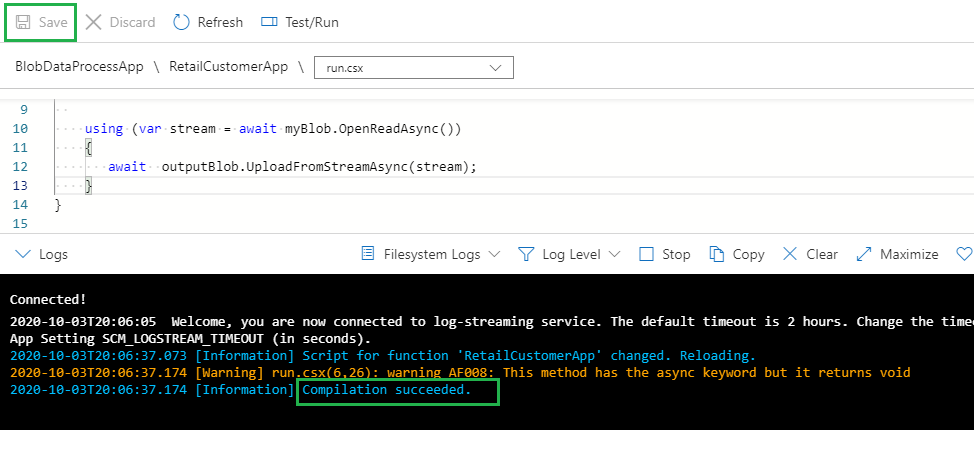 Save Discard Refresh Test/Run
BlobDataProcessApp \ RetailCustomerApp \ run.csx
9
10 using (var stream = await myBlob.OpenReadAsync())
11 {
12 await outputBlob.UploadFromStreamAsync(stream);
13 }
14 }
15
Logs Filesystem Logs Log Level Stop Copy Clear Maximize
Connected!
2020-10-03T20:06:05 Welcome, you are now connected to log-streaming service. The default timeout is 2 hours. Change the time
App Setting SCM_LOGSTREAM_TIMEOUT (in seconds).
2020-10-03T20:06:37.073 [Information] Script for function 'RetailCustomerApp' changed. Reloading.
2020-10-03T20:06:37.174 [Warning] run.csx(6,26): warning AF008: This method has the async keyword but it returns void
2020-10-03T20:06:37.174 [Information] Compilation succeeded.